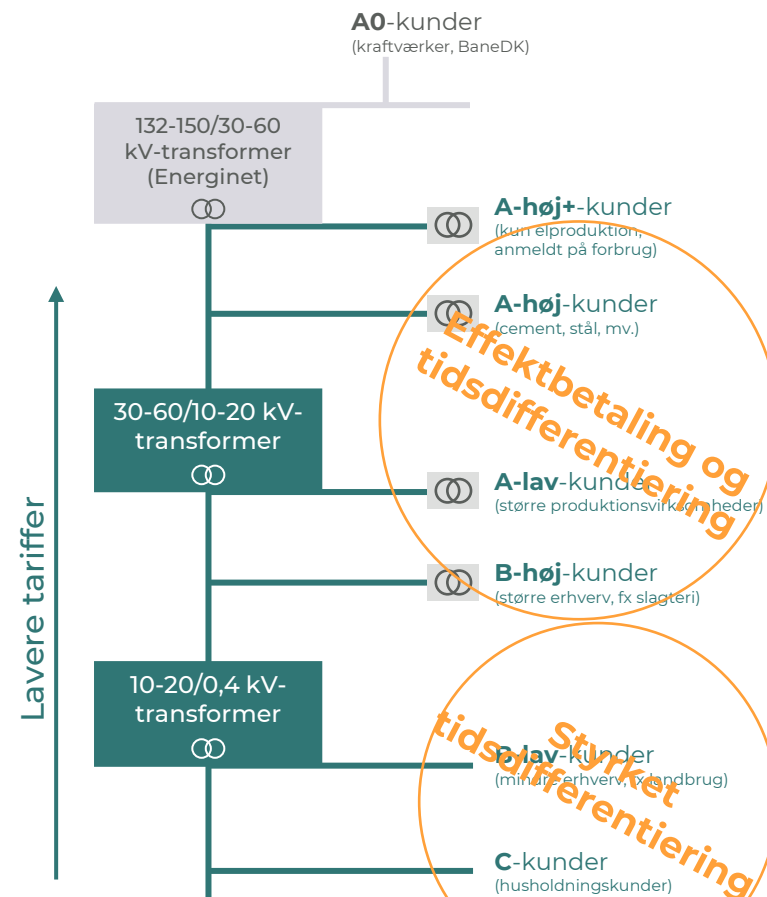 A0-kunder
(kraftværker, BaneDK)
132-150/30-60
kV-transformer
(Energinet)
A-høj+-kunder
(kun elproduktion,
anmeldt på forbrug)
A-høj-kunder
(cement, stål, mv.)
Effektbetaling og
tidsdifferentiering
30-60/10-20 kV-
transformer
A-lav-kunder
(større produktionsvirksomheder)
B-høj-kunder
(større erhverv, fx slagteri)
Lavere tariffer
10-20/0,4 kV-
transformer
Styrket
tidsdifferentiering
B-lav-kunder
(mindre erhverv, fx landbrug)
C-kunder
(husholdningskunder)